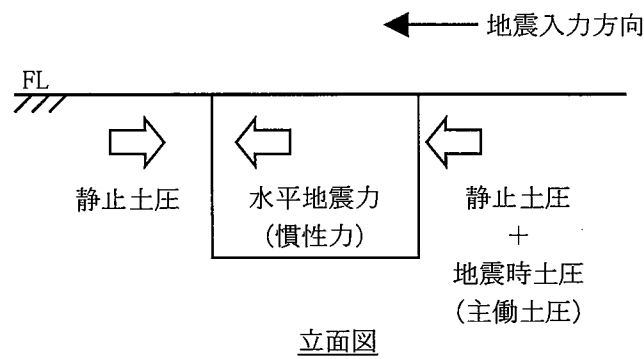 地震入力方向
FL
静止土圧
水平地震力
(慣性力)
静止土圧
+
地震時土圧
(主働土圧)
立面図